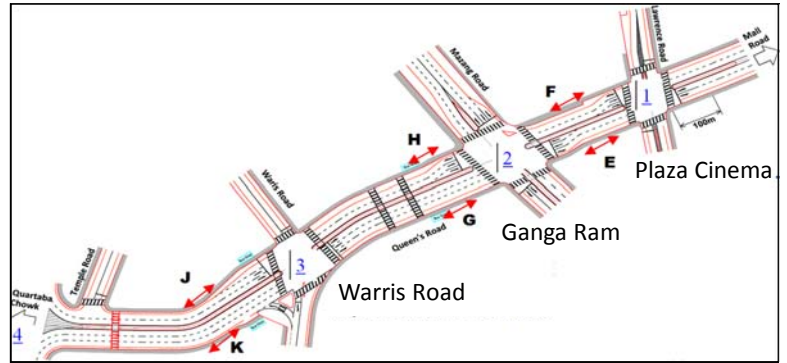 Lawrence Road
Mall
Road
Mazang Road
F
1
100m
H
E
2
Plaza Cinema
Waris Road
G
Ganga Ram
Queen's Road
Temple Road
J
3
Quartaba
Chowk
Warris Road
4
K